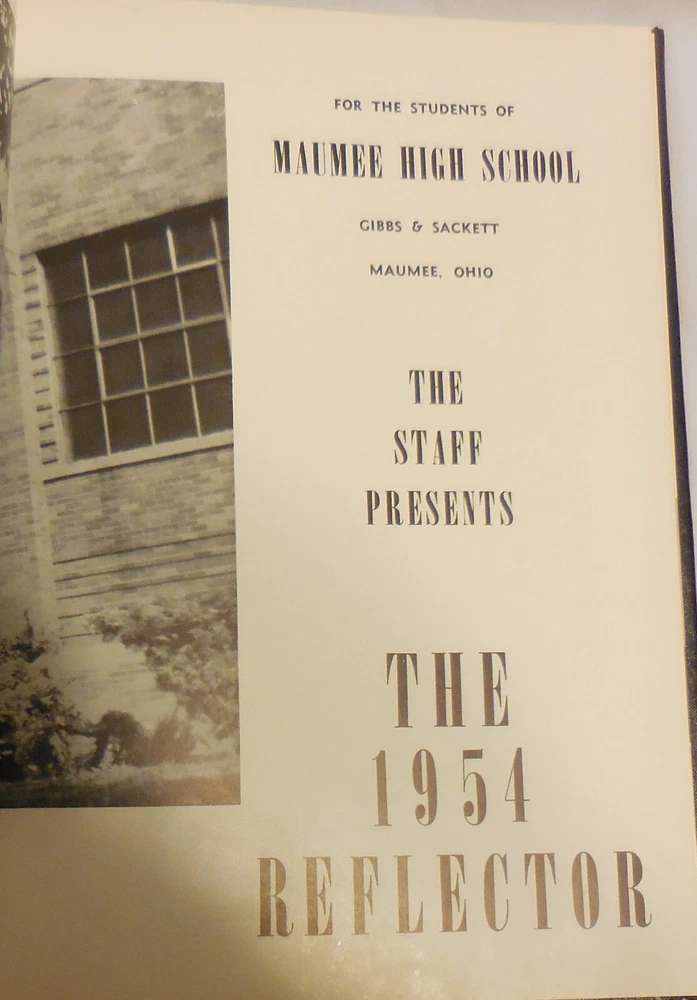 FOR THE STUDENTS OF
MAUMEE HIGH SCHOOL
GIBBS & SACKETT
MAUMEE, OHIO
THE
STAFF
PRESENTS
THE
1954
REFLECTOR